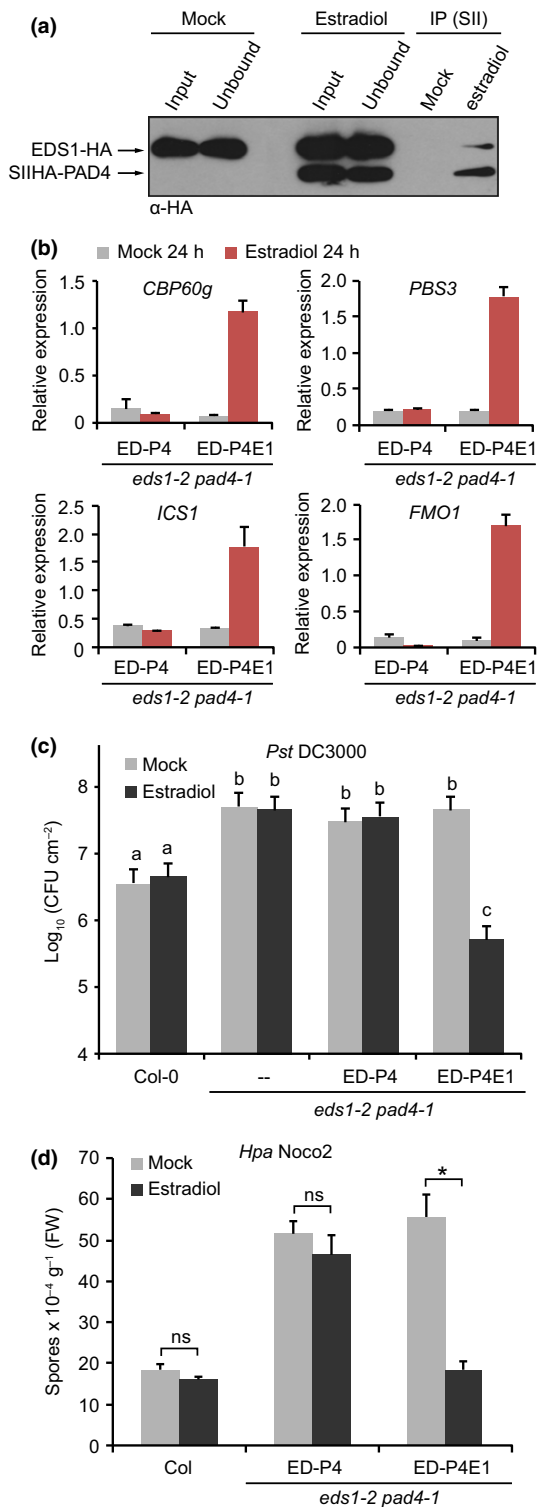 (a)
Mock Estradiol IP (SII)
Input Unbound Input Unbound Mock estradiol
EDS1-HA
SIIHA-PAD4
α-HA
(b)
Mock 24 h Estradiol 24 h
CBP60g
Relative expression
1.5
1.0
0.5
0
ED-P4 ED-P4E1
eds1-2 pad4-1
PBS3
Relative expression
2.0
1.5
1.0
0.5
0
ED-P4 ED-P4E1
eds1-2 pad4-1
ICS1
Relative expression
2.5
2.0
1.5
1.0
0.5
0
ED-P4 ED-P4E1
eds1-2 pad4-1
FMO1
Relative expression
2.0
1.5
1.0
0.5
0
ED-P4 ED-P4E1
eds1-2 pad4-1
(c)
Pst DC3000
Mock
Estradiol
Log10 (CFU cm−2)
8
7
6
5
4
a a b b b b b c
Col-0 -- ED-P4 ED-P4E1
eds1-2 pad4-1
(d)
Hpa Noco2
Mock
Estradiol
Spores x 10−4 g−1 (FW)
70
60
50
40
30
20
10
0
ns ns *
Col ED-P4 ED-P4E1
eds1-2 pad4-1